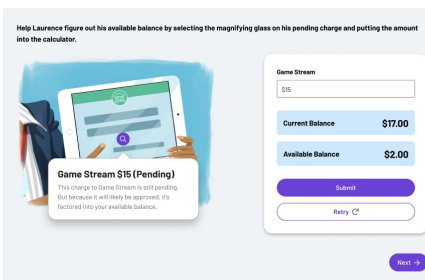 Help Laurence figure out his available balance by selecting the magnifying glass on his pending charge and putting the amount
into the calculator.
Game Stream $15 (Pending)
This charge to Game Stream is still pending.
But because it will likely be approved, it's
factored into your available balance.
Game Stream
$15
Current Balance $17.00
Available Balance $2.00
Submit
Retry
Next →